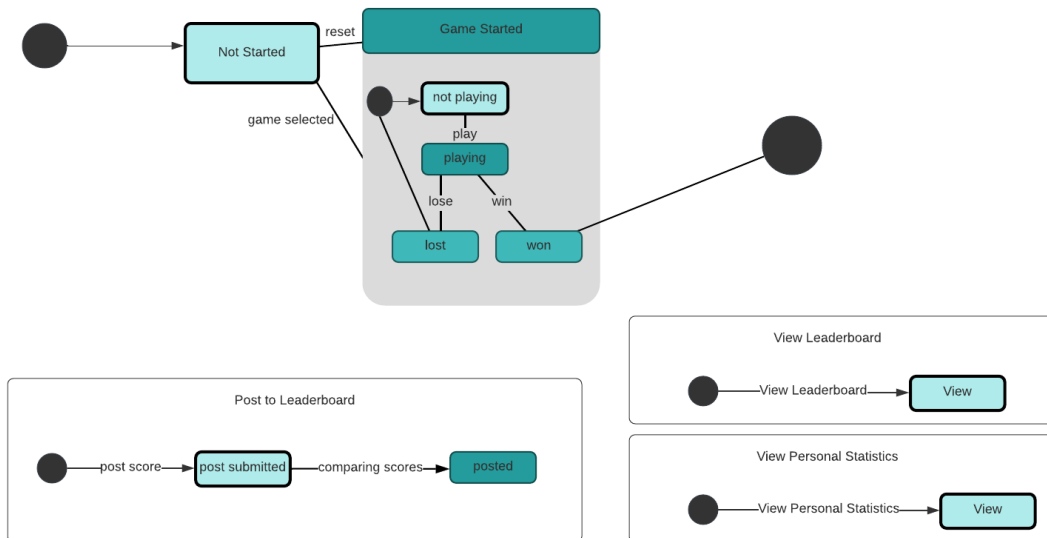 Game Started
reset
Not Started
not playing
game selected
play
playing
lose
win
lost
won
View Leaderboard
View Leaderboard
View
Post to Leaderboard
View Personal Statistics
post score
post submitted
comparing scores
posted
View Personal Statistics
View